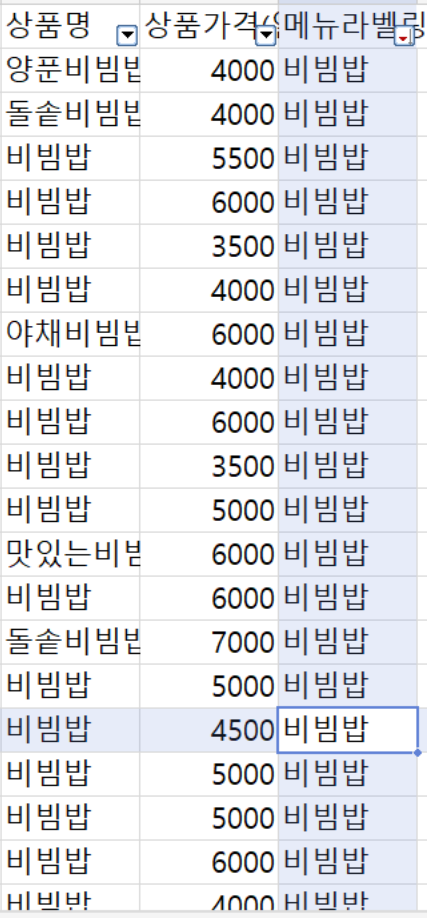 상품명 상품가격( 메뉴라벨링
양푼비빔밥 4000 비빔밥
돌솥비빔밥 4000 비빔밥
비빔밥 5500 비빔밥
비빔밥 6000 비빔밥
비빔밥 3500 비빔밥
비빔밥 4000 비빔밥
야채비빔밥 6000 비빔밥
비빔밥 4000 비빔밥
비빔밥 6000 비빔밥
비빔밥 3500 비빔밥
비빔밥 5000 비빔밥
맛있는비빔 6000 비빔밥
비빔밥 6000 비빔밥
돌솥비빔밥 7000 비빔밥
비빔밥 5000 비빔밥
비빔밥 4500 비빔밥
비빔밥 5000 비빔밥
비빔밥 5000 비빔밥
비빔밥 6000 비빔밥
비빔밥 4000 비빔밥